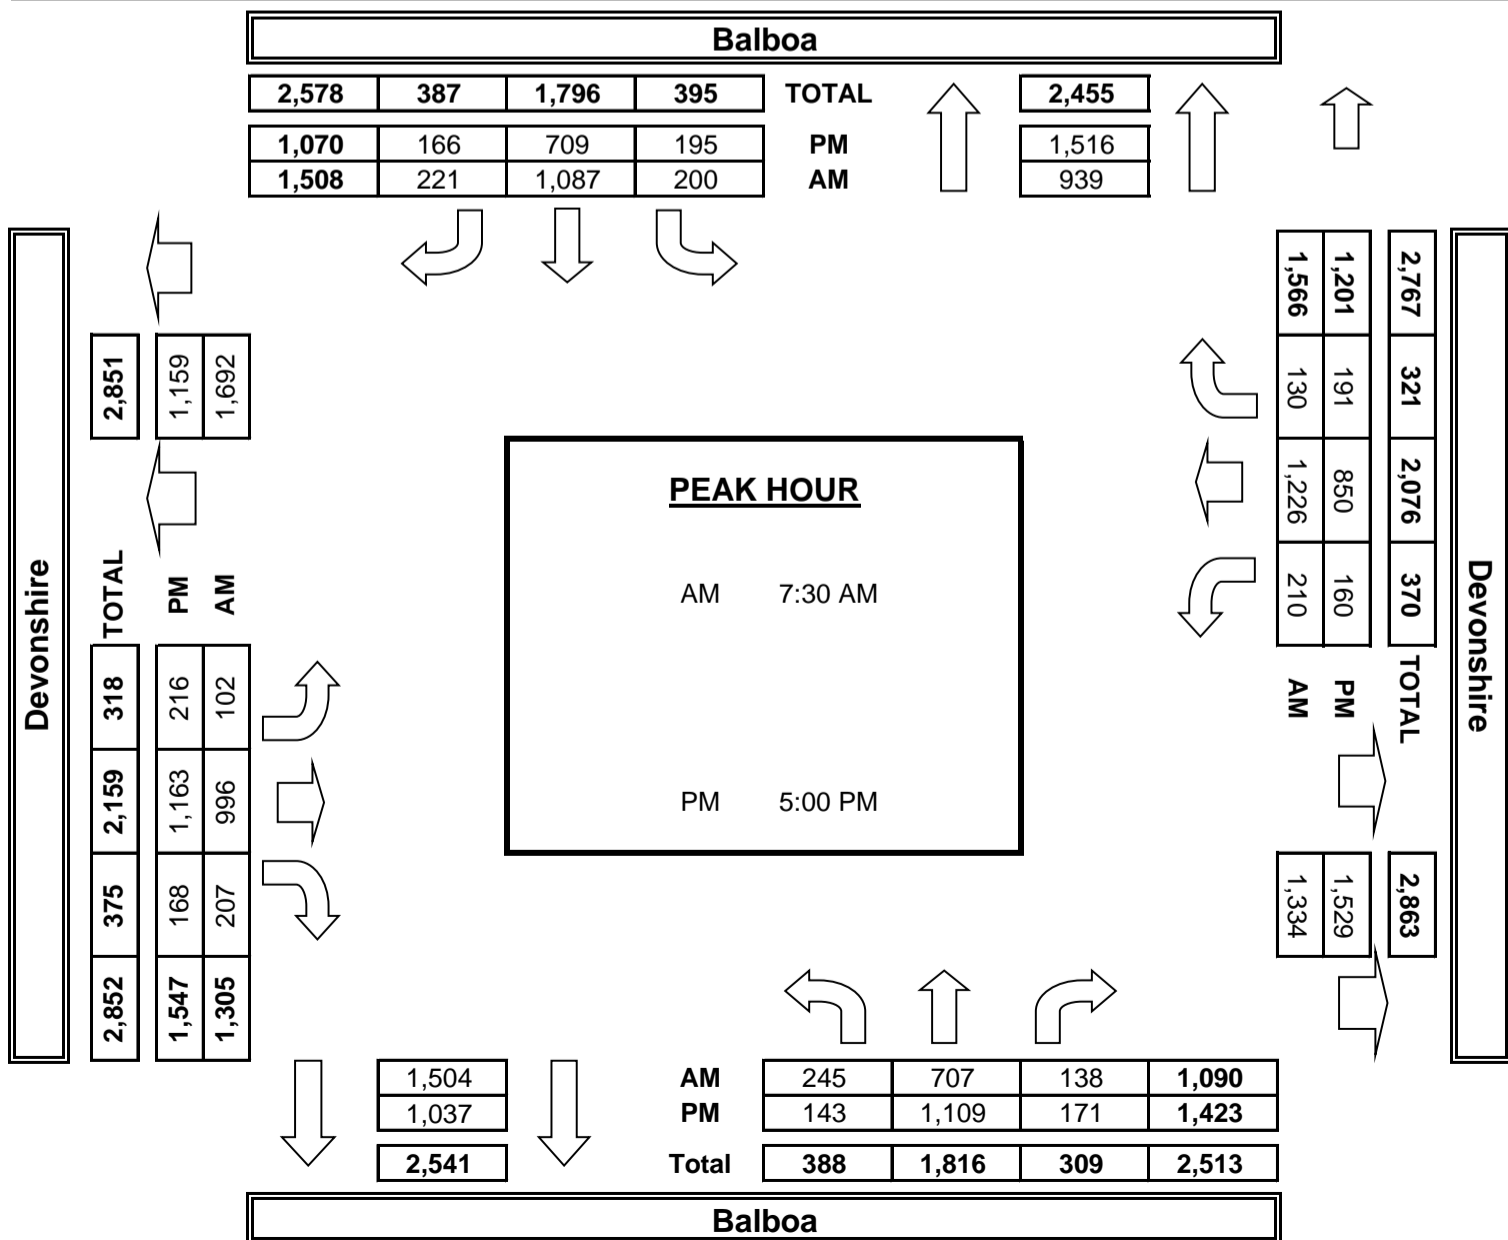 Balboa
2,578 387 1,796 395 TOTAL 2,455
1,070 166 709 195 PM 1,516
1,508 221 1,087 200 AM 939
Devonshire
2,851
1,159
1,692
TOTAL
PM
AM
318 2,159 375 2,852
216 1,163 168 1,547
102 996 207 1,305
PEAK HOUR
AM 7:30 AM
PM 5:00 PM
2,767 321 2,076 370 TOTAL
1,201 191 850 160 PM
1,566 130 1,226 210 AM
2,863
1,529
1,334
Devonshire
1,504 AM 245 707 138 1,090
1,037 PM 143 1,109 171 1,423
2,541 Total 388 1,816 309 2,513
Balboa